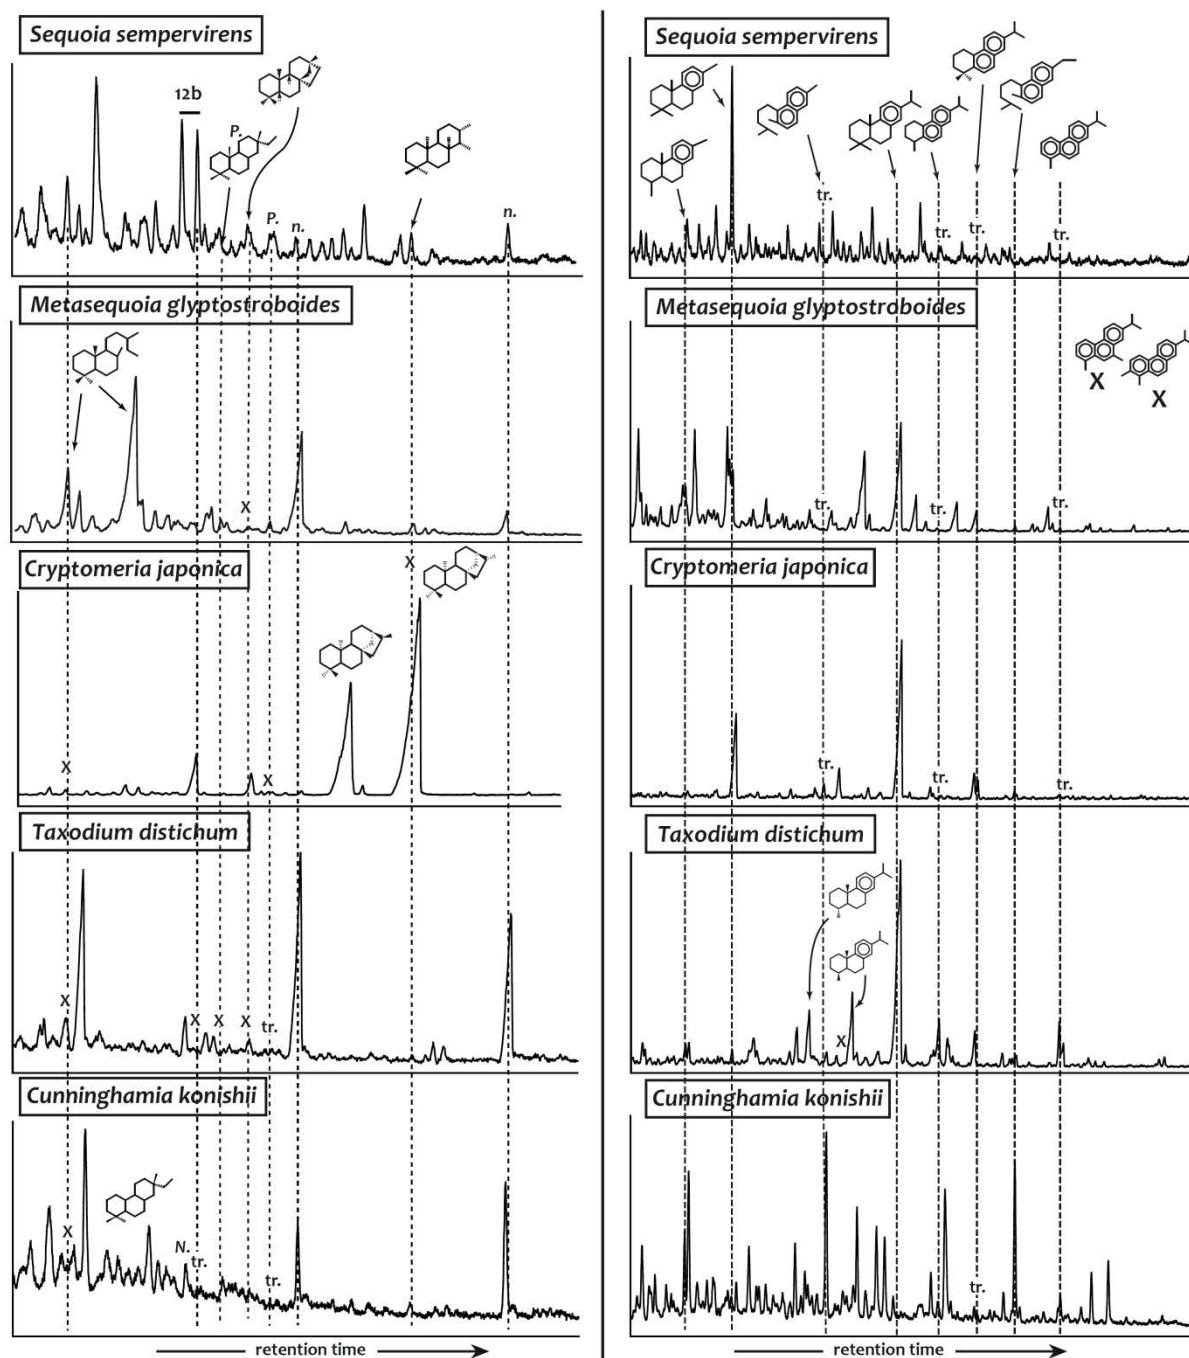 Sequoia sempervirens
12b
P.
P.
n.
n.
Metasequoia glyptostroboides
X
Cryptomeria japonica
X
X
X
Taxodium distichum
X
X
X
X
tr.
Cunninghamia konishii
X
N.
tr.
tr.
retention time
Sequoia sempervirens
tr.
tr.
tr.
tr.
Metasequoia glyptostroboides
X
X
tr.
tr.
tr.
Cryptomeria japonica
tr.
tr.
tr.
Taxodium distichum
X
Cunninghamia konishii
tr.
retention time